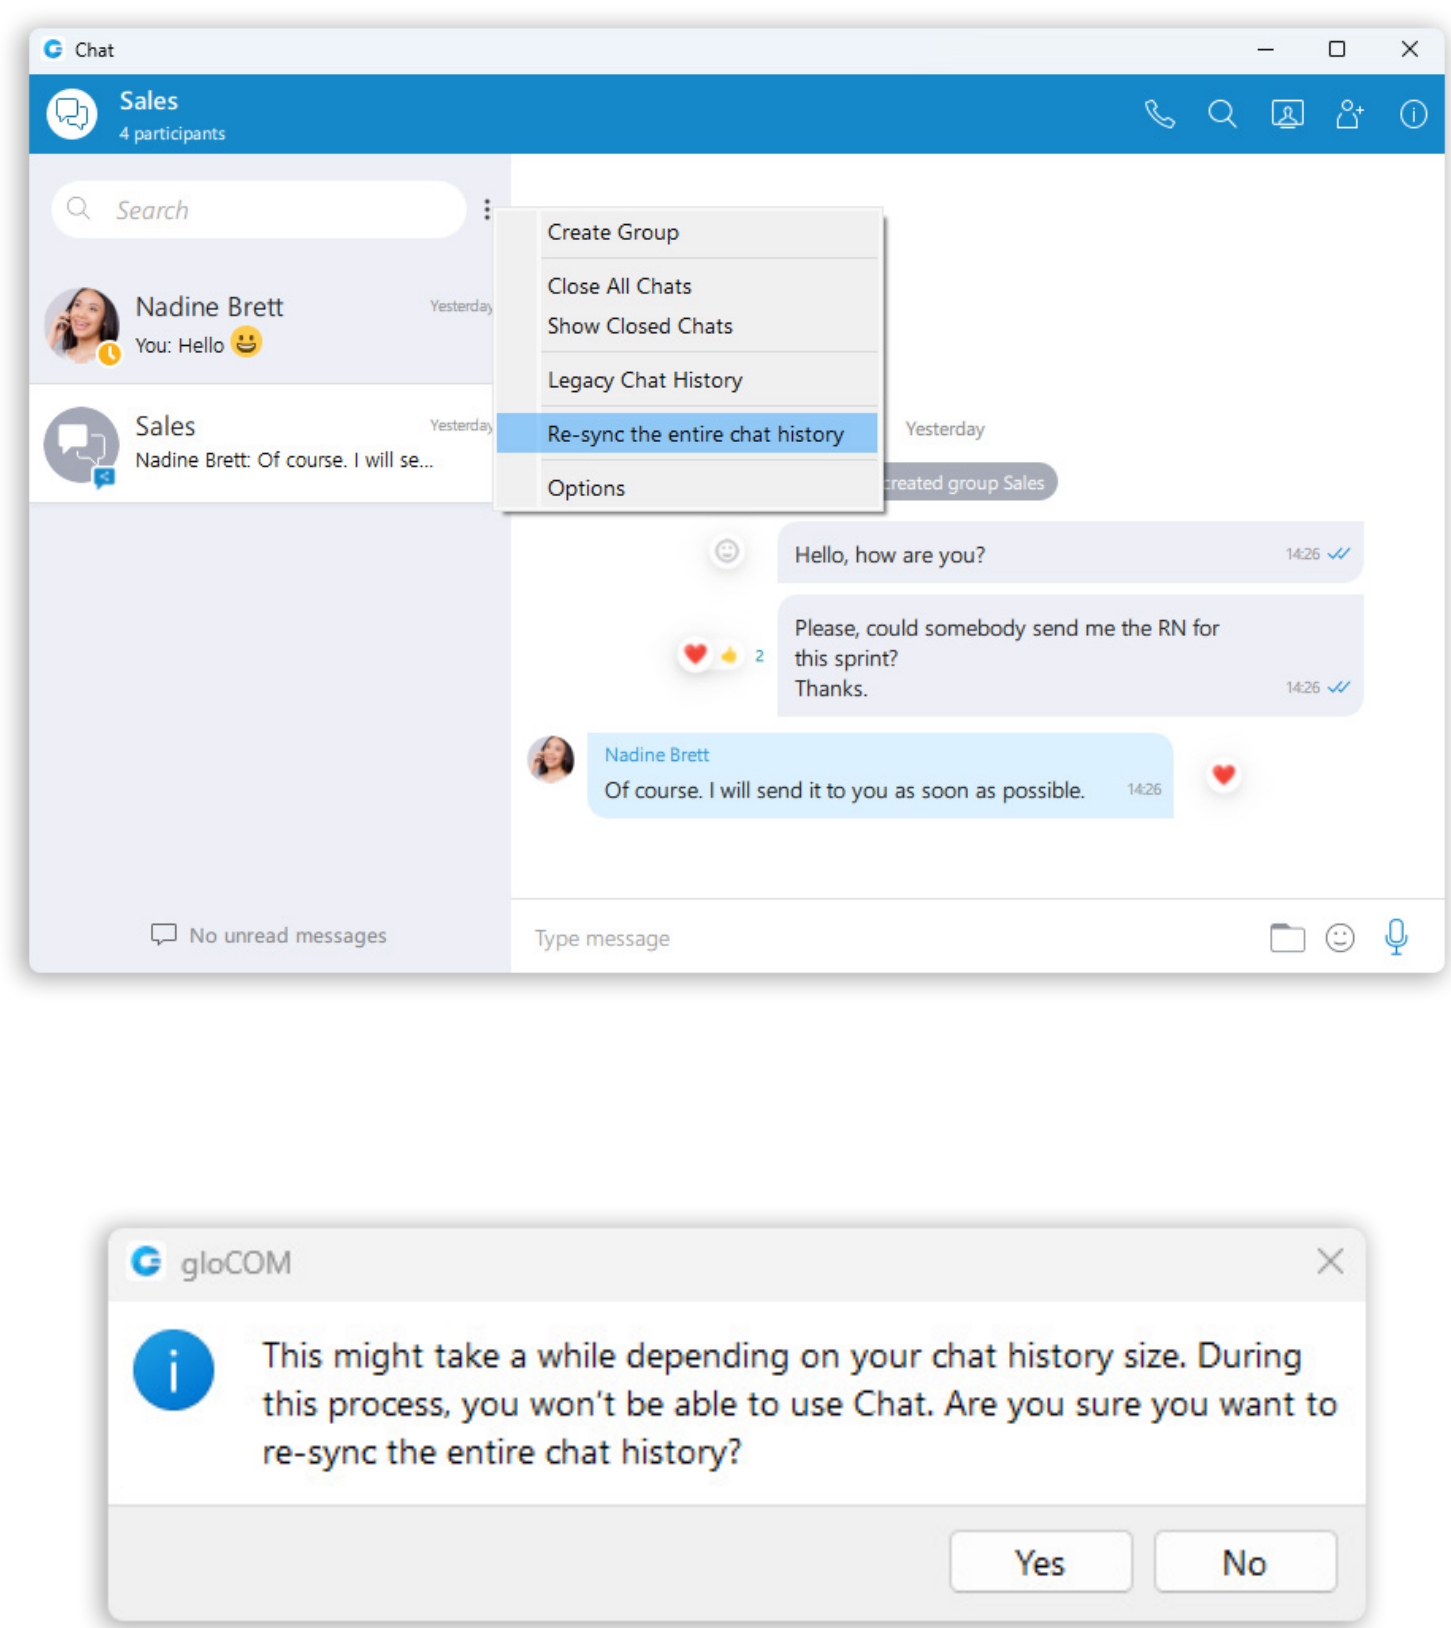 Chat
Sales
4 participants
Search
Create Group
Close All Chats
Show Closed Chats
Legacy Chat History
Re-sync the entire chat history
Options
Nadine Brett
Yesterday
You: Hello
Sales
Yesterday
Nadine Brett: Of course. I will se...
No unread messages
Yesterday
created group Sales
Hello, how are you?
14:26
2
Please, could somebody send me the RN for
this sprint?
Thanks.
14:26
Nadine Brett
Of course. I will send it to you as soon as possible.
14:26
Type message
gloCOM
This might take a while depending on your chat history size. During
this process, you won't be able to use Chat. Are you sure you want to
re-sync the entire chat history?
Yes
No